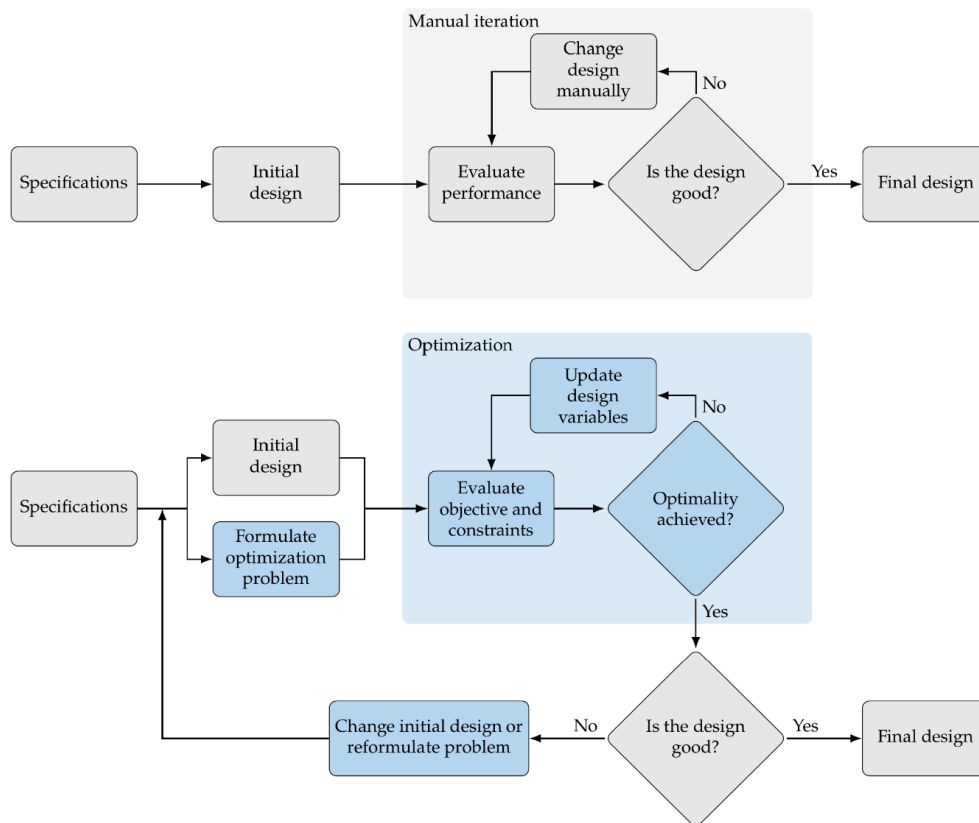 Manual iteration
Change
design
manually
No
Specifications
Initial
design
Evaluate
performance
Is the design
good?
Yes
Final design
Optimization
Update
design
variables
No
Initial
design
Specifications
Evaluate
objective and
constraints
Optimality
achieved?
Formulate
optimization
problem
Yes
Change initial design or
reformulate problem
No
Is the design
good?
Yes
Final design